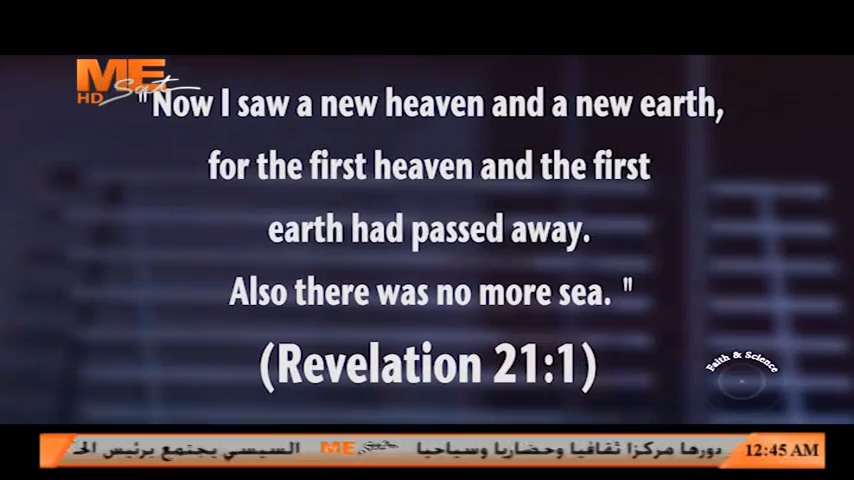 ME
Sat
HD
"Now I saw a new heaven and a new earth,
for the first heaven and the first
earth had passed away.
Also there was no more sea. "
(Revelation 21:1)
Faith & Science
دورها مركزا ثقافيا وحضاريا وسياحيا ME Sat السيسي يجتمع برئيس
12:45 AM